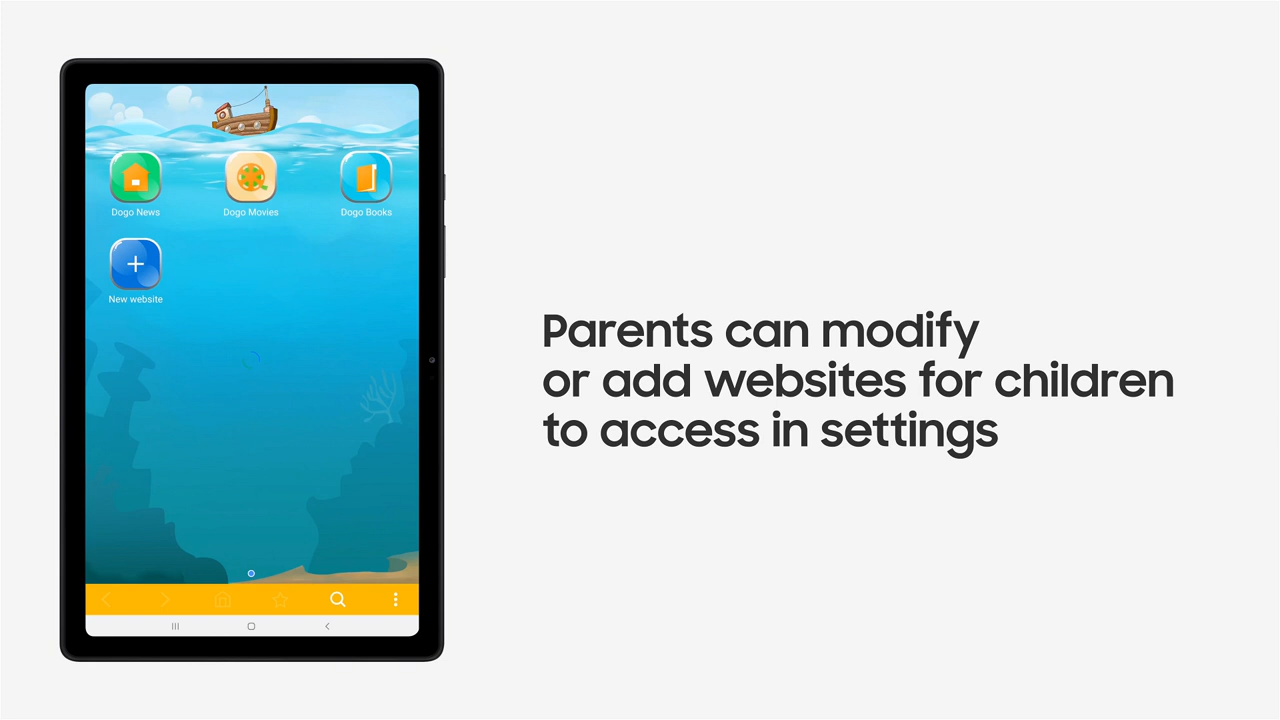 Dogo News
Dogo Movies
Dogo Books
New website
Parents can modify
or add websites for children
to access in settings